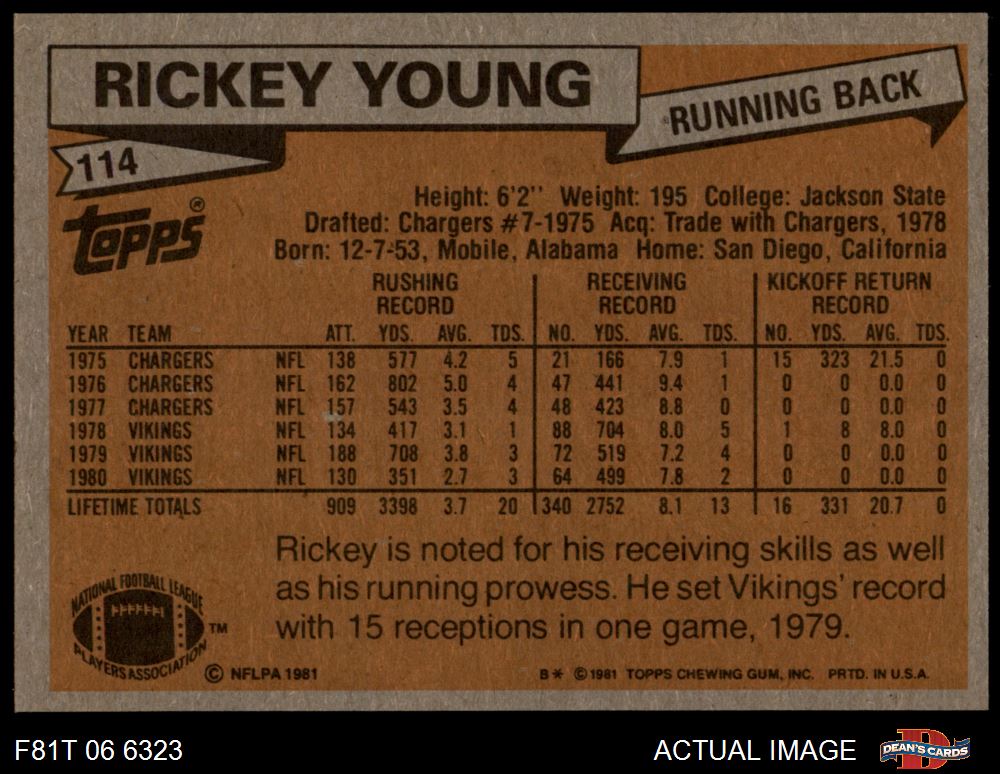 RICKEY YOUNG
RUNNING BACK
114
Topps®
Height: 6'2'' Weight: 195 College: Jackson State
Drafted: Chargers #7-1975 Acq: Trade with Chargers, 1978
Born: 12-7-53, Mobile, Alabama Home: San Diego, California
RUSHING RECORD RECEIVING RECORD KICKOFF RETURN RECORD
YEAR TEAM ATT. YDS. AVG. TDS. NO. YDS. AVG. TDS. NO. YDS. AVG. TDS.
1975 CHARGERS NFL 138 577 4.2 5 21 166 7.9 1 15 323 21.5 0
1976 CHARGERS NFL 162 802 5.0 4 47 441 9.4 1 0 0 0.0 0
1977 CHARGERS NFL 157 543 3.5 4 48 423 8.8 0 0 0 0.0 0
1978 VIKINGS NFL 134 417 3.1 1 88 704 8.0 5 1 8 8.0 0
1979 VIKINGS NFL 188 708 3.8 3 72 519 7.2 4 0 0 0.0 0
1980 VIKINGS NFL 130 351 2.7 3 64 499 7.8 2 0 0 0.0 0
LIFETIME TOTALS 909 3398 3.7 20 340 2752 8.1 13 16 331 20.7 0
Rickey is noted for his receiving skills as well
as his running prowess. He set Vikings' record
with 15 receptions in one game, 1979.
NATIONAL FOOTBALL LEAGUE
PLAYERS ASSOCIATION
TM
© NFLPA 1981
B* ©1981 TOPPS CHEWING GUM, INC. PRTD. IN U.S.A.
F81T 06 6323
ACTUAL IMAGE
DEAN'S CARDS